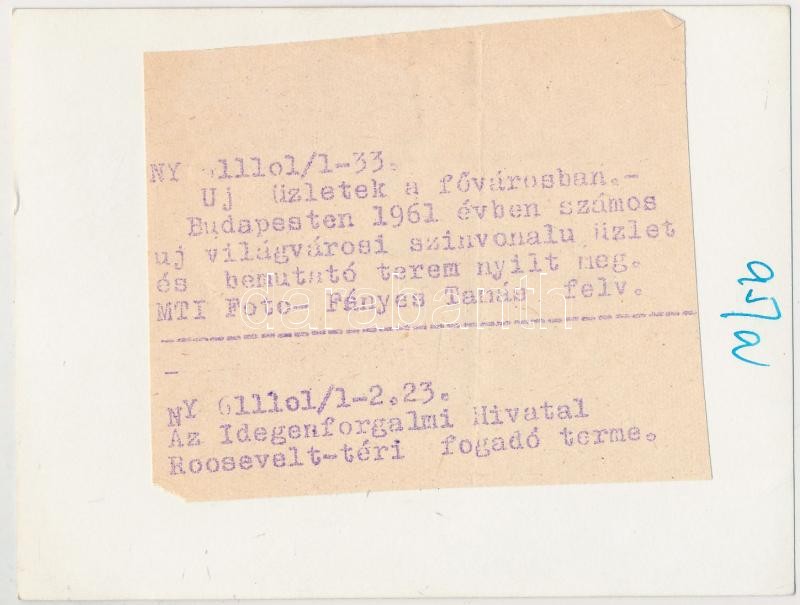 NY 6111o1/1-33.
Uj üzletek a fővárosban.-
Budapesten 1961 évben számos
uj világvárosi szinvonalu üzlet
és bemutató terem nyilt meg.
MTI Foto- Fényes Tamás felv.
-
NY 6111o1/1-2.23.
Az Idegenforgalmi Hivatal
Roosevelt-téri fogadó terme.
darabanth